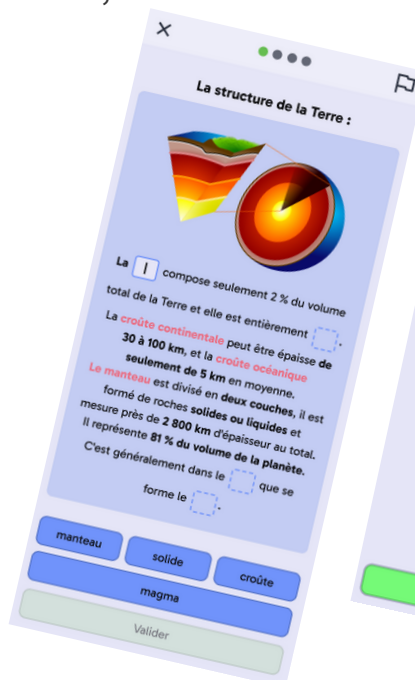 La structure de la Terre :
La compose seulement 2 % du volume
total de la Terre et elle est entièrement .
La croûte continentale peut être épaisse de
30 à 100 km, et la croûte océanique
seulement de 5 km en moyenne.
Le manteau est divisé en deux couches, il est
formé de roches solides ou liquides et
mesure près de 2 800 km d'épaisseur au total.
Il représente 81 % du volume de la planète.
C'est généralement dans le que se
forme le .
manteau
solide
croûte
magma
Valider